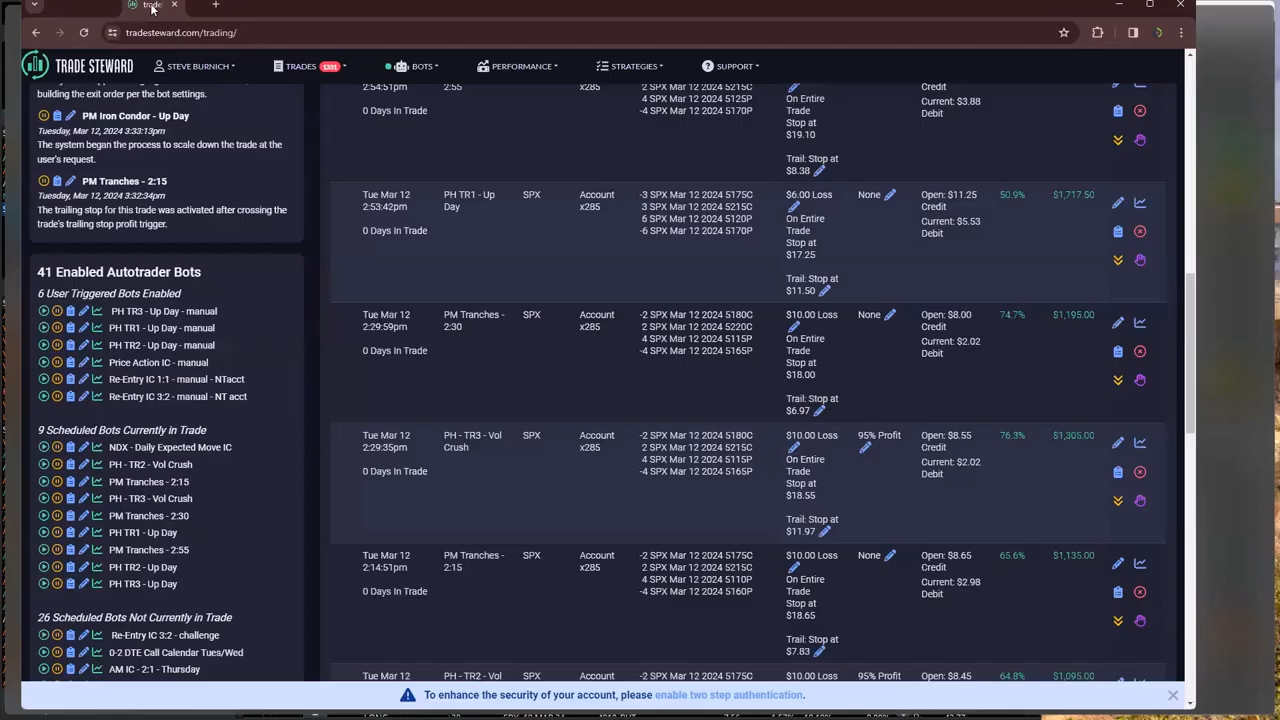 trade
tradesteward.com/trading/
TRADE STEWARD
STEVE BURNICH
TRADES 1391
BOTS
PERFORMANCE
STRATEGIES
SUPPORT
building the exit order per the bot settings.
PM Iron Condor - Up Day
Tuesday, Mar 12, 2024 3:33:13pm
The system began the process to scale down the trade at the
user's request.
PM Tranches - 2:15
Tuesday, Mar 12, 2024 3:32:34pm
The trailing stop for this trade was activated after crossing the
trade's trailing stop profit trigger.
41 Enabled Autotrader Bots
6 User Triggered Bots Enabled
PH TR3 - Up Day - manual
PH TR1 - Up Day - manual
PH TR2 - Up Day - manual
Price Action IC - manual
Re-Entry IC 1:1 - manual - NTacct
Re-Entry IC 3:2 - manual - NT acct
9 Scheduled Bots Currently in Trade
NDX - Daily Expected Move IC
PH - TR2 - Vol Crush
PM Tranches - 2:15
PH - TR3 - Vol Crush
PM Tranches - 2:30
PH TR1 - Up Day
PM Tranches - 2:55
PH TR2 - Up Day
PH TR3 - Up Day
26 Scheduled Bots Not Currently in Trade
Re-Entry IC 3:2 - challenge
0-2 DTE Call Calendar Tues/Wed
AM IC - 2:1 - Thursday
2:54:51pm
0 Days In Trade
2:55
x285
2 SPX Mar 12 2024 5215C
4 SPX Mar 12 2024 5125P
-4 SPX Mar 12 2024 5170P
On Entire
Trade
Stop at
$19.10
Trail: Stop at
$8.38
Credit
Current: $3.88
Debit
Tue Mar 12
2:53:42pm
0 Days In Trade
PH TR1 - Up
Day
SPX
Account
x285
-3 SPX Mar 12 2024 5175C
3 SPX Mar 12 2024 5215C
6 SPX Mar 12 2024 5120P
-6 SPX Mar 12 2024 5170P
$6.00 Loss
On Entire
Trade
Stop at
$17.25
Trail: Stop at
$11.50
None
Open: $11.25
Credit
Current: $5.53
Debit
50.9%
$1,717.50
Tue Mar 12
2:29:59pm
0 Days In Trade
PM Tranches -
2:30
SPX
Account
x285
-2 SPX Mar 12 2024 5180C
2 SPX Mar 12 2024 5220C
4 SPX Mar 12 2024 5115P
-4 SPX Mar 12 2024 5165P
$10.00 Loss
On Entire
Trade
Stop at
$18.00
Trail: Stop at
$6.97
None
Open: $8.00
Credit
Current: $2.02
Debit
74.7%
$1,195.00
Tue Mar 12
2:29:35pm
0 Days In Trade
PH - TR3 - Vol
Crush
SPX
Account
x285
-2 SPX Mar 12 2024 5180C
2 SPX Mar 12 2024 5215C
4 SPX Mar 12 2024 5115P
-4 SPX Mar 12 2024 5165P
$10.00 Loss
On Entire
Trade
Stop at
$18.55
Trail: Stop at
$11.97
95% Profit
Open: $8.55
Credit
Current: $2.02
Debit
76.3%
$1,305.00
Tue Mar 12
2:14:51pm
0 Days In Trade
PM Tranches -
2:15
SPX
Account
x285
-2 SPX Mar 12 2024 5175C
2 SPX Mar 12 2024 5215C
4 SPX Mar 12 2024 5110P
-4 SPX Mar 12 2024 5160P
$10.00 Loss
On Entire
Trade
Stop at
$18.65
Trail: Stop at
$7.83
None
Open: $8.65
Credit
Current: $2.98
Debit
65.6%
$1,135.00
Tue Mar 12
PH - TR2 - Vol
SPX
Account
-2 SPX Mar 12 2024 5175C
$10.00 Loss
95% Profit
Open: $8.45
64.8%
$1,095.00
To enhance the security of your account, please enable two step authentication.